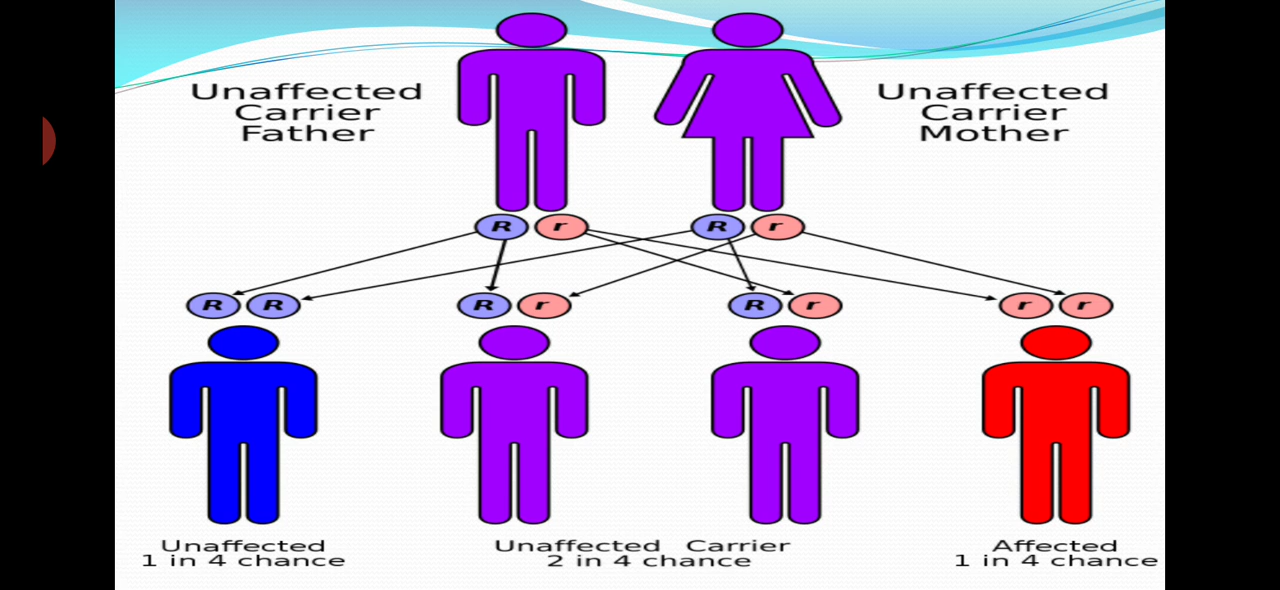 Unaffected
Carrier
Father
Unaffected
Carrier
Mother
R r R r
R R R r R r r r
Unaffected
1 in 4 chance
Unaffected Carrier
2 in 4 chance
Affected
1 in 4 chance